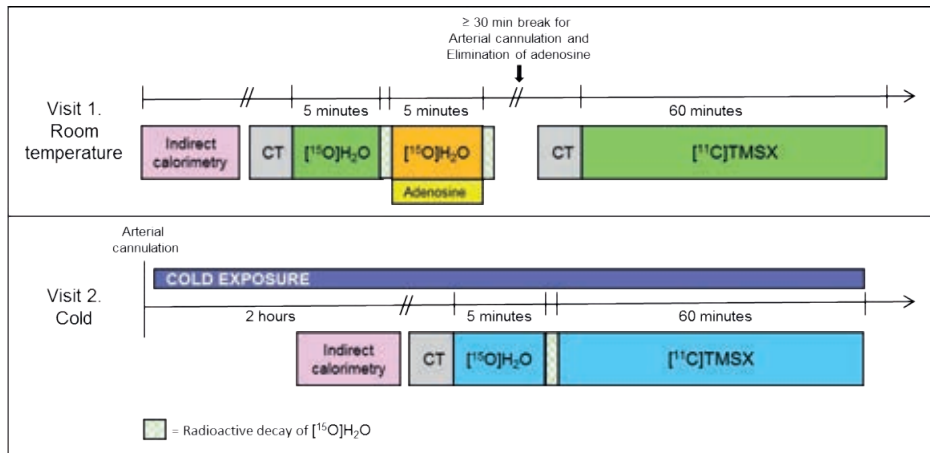 ≥ 30 min break for
Arterial cannulation and
Elimination of adenosine
Visit 1.
Room
temperature
5 minutes
5 minutes
60 minutes
Indirect
calorimetry
CT
[¹⁵O]H₂O
[¹⁵O]H₂O
Adenosine
CT
[¹¹C]TMSX
Arterial
cannulation
Visit 2.
Cold
COLD EXPOSURE
2 hours
5 minutes
60 minutes
Indirect
calorimetry
CT
[¹⁵O]H₂O
[¹¹C]TMSX
= Radioactive decay of [¹⁵O]H₂O